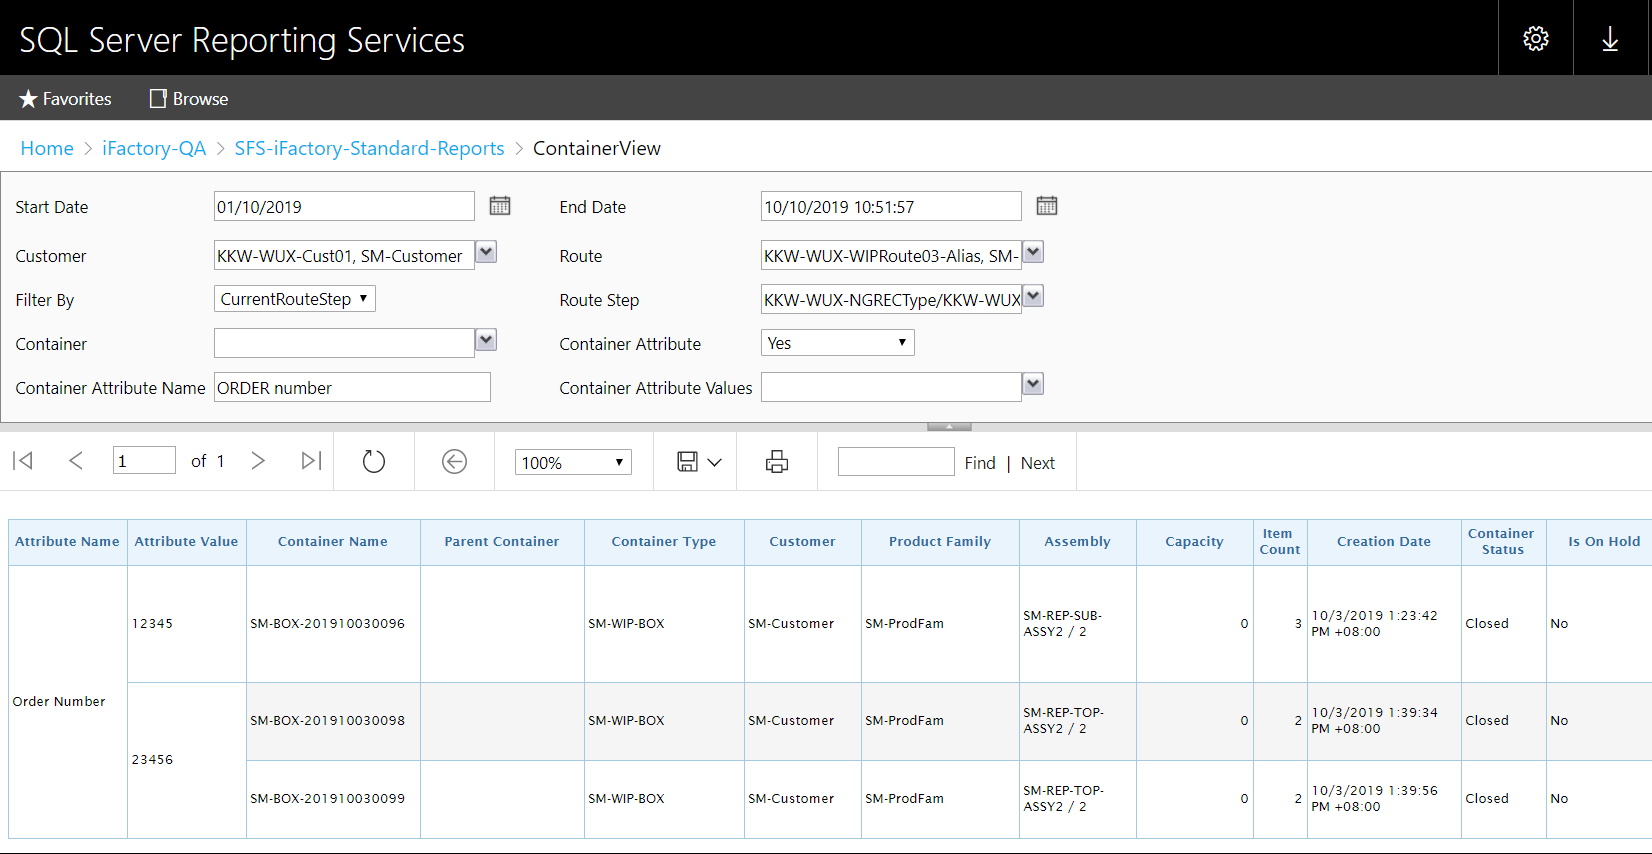 SQL Server Reporting Services
Favorites Browse
Home > iFactory-QA > SFS-iFactory-Standard-Reports > ContainerView
Start Date 01/10/2019 End Date 10/10/2019 10:51:57
Customer KKW-WUX-Cust01, SM-Customer Route KKW-WUX-WIPRoute03-Alias, SM-
Filter By CurrentRouteStep Route Step KKW-WUX-NGRECType/KKW-WUX
Container Container Attribute Yes
Container Attribute Name ORDER number Container Attribute Values
1 of 1 100% Find | Next
Attribute Name Attribute Value Container Name Parent Container Container Type Customer Product Family Assembly Capacity Item Count Creation Date Container Status Is On Hold
Order Number
12345 SM-BOX-201910030096 SM-WIP-BOX SM-Customer SM-ProdFam SM-REP-SUB-ASSY2 / 2 0 3 10/3/2019 1:23:42 PM +08:00 Closed No
23456
SM-BOX-201910030098 SM-WIP-BOX SM-Customer SM-ProdFam SM-REP-TOP-ASSY2 / 2 0 2 10/3/2019 1:39:34 PM +08:00 Closed No
SM-BOX-201910030099 SM-WIP-BOX SM-Customer SM-ProdFam SM-REP-TOP-ASSY2 / 2 0 2 10/3/2019 1:39:56 PM +08:00 Closed No